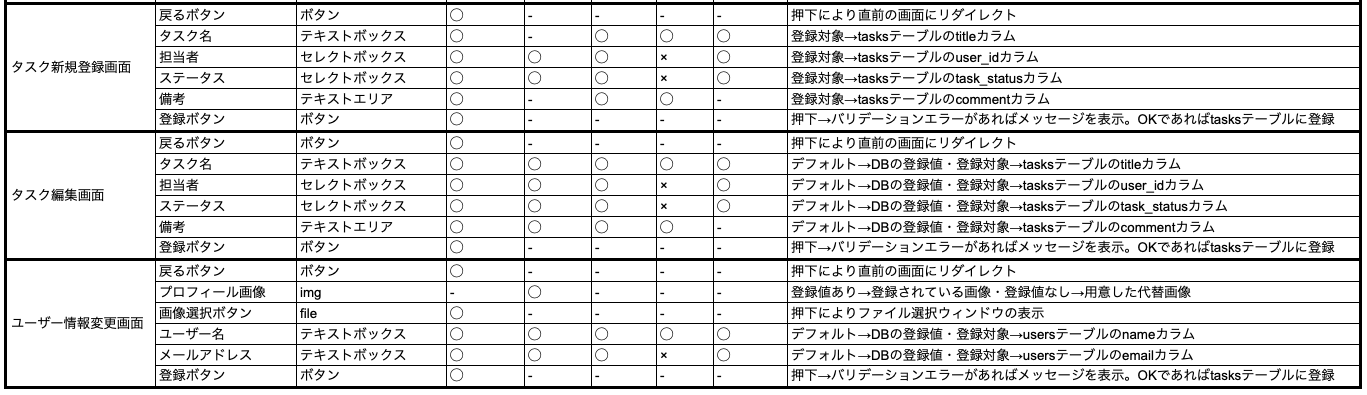 戻るボタン ボタン ○ - - - - 押下により直前の画面にリダイレクト
タスク名 テキストボックス ○ - ○ ○ ○ 登録対象→tasksテーブルのtitleカラム
担当者 セレクトボックス ○ ○ ○ × ○ 登録対象→tasksテーブルのuser_idカラム
タスク新規登録画面
ステータス セレクトボックス ○ ○ ○ × ○ 登録対象→tasksテーブルのtask_statusカラム
備考 テキストエリア ○ - ○ ○ - 登録対象→tasksテーブルのcommentカラム
登録ボタン ボタン ○ - - - - 押下→バリデーションエラーがあればメッセージを表示。OKであればtasksテーブルに登録
戻るボタン ボタン ○ - - - - 押下により直前の画面にリダイレクト
タスク名 テキストボックス ○ ○ ○ ○ ○ デフォルト→DBの登録値・登録対象→tasksテーブルのtitleカラム
担当者 セレクトボックス ○ ○ ○ × ○ デフォルト→DBの登録値・登録対象→tasksテーブルのuser_idカラム
タスク編集画面
ステータス セレクトボックス ○ ○ ○ × ○ デフォルト→DBの登録値・登録対象→tasksテーブルのtask_statusカラム
備考 テキストエリア ○ ○ ○ ○ - デフォルト→DBの登録値・登録対象→tasksテーブルのcommentカラム
登録ボタン ボタン ○ - - - - 押下→バリデーションエラーがあればメッセージを表示。OKであればtasksテーブルに登録
戻るボタン ボタン ○ - - - - 押下により直前の画面にリダイレクト
プロフィール画像 img - ○ - - - 登録値あり→登録されている画像・登録値なし→用意した代替画像
画像選択ボタン file ○ - - - - 押下によりファイル選択ウィンドウの表示
ユーザー情報変更画面
ユーザー名 テキストボックス ○ ○ ○ ○ ○ デフォルト→DBの登録値・登録対象→usersテーブルのnameカラム
メールアドレス テキストボックス ○ ○ ○ × ○ デフォルト→DBの登録値・登録対象→usersテーブルのemailカラム
登録ボタン ボタン ○ - - - - 押下→バリデーションエラーがあればメッセージを表示。OKであればtasksテーブルに登録